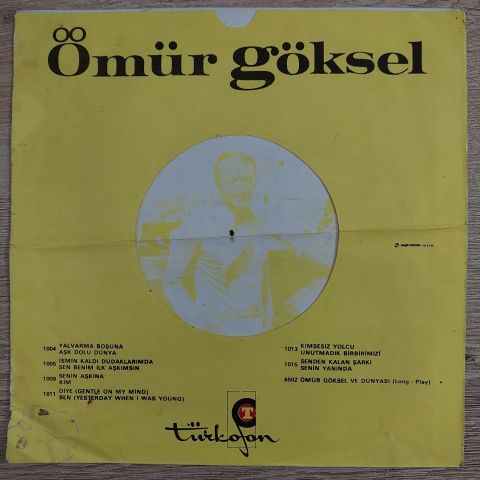 Ömür göksel
1004 YALVARMA BOŞUNA
AŞK DOLU DÜNYA
1005 İSMİN KALDI DUDAKLARIMDA
SEN BENİM İLK AŞKIMSIN
1009 SENİN AŞKINA
KİM
1011 DİYE (GENTLE ON MY MIND)
BEN (YESTERDAY WHEN I WAS YOUNG)
1013 KİMSESİZ YOLCU
UNUTMADIK BİRBİRİMİZİ
1015 SENDEN KALAN ŞARKI
SENİN YANINDA
6502 ÖMÜR GÖKSEL VE DÜNYASI (Long - Play)
T
türkofon